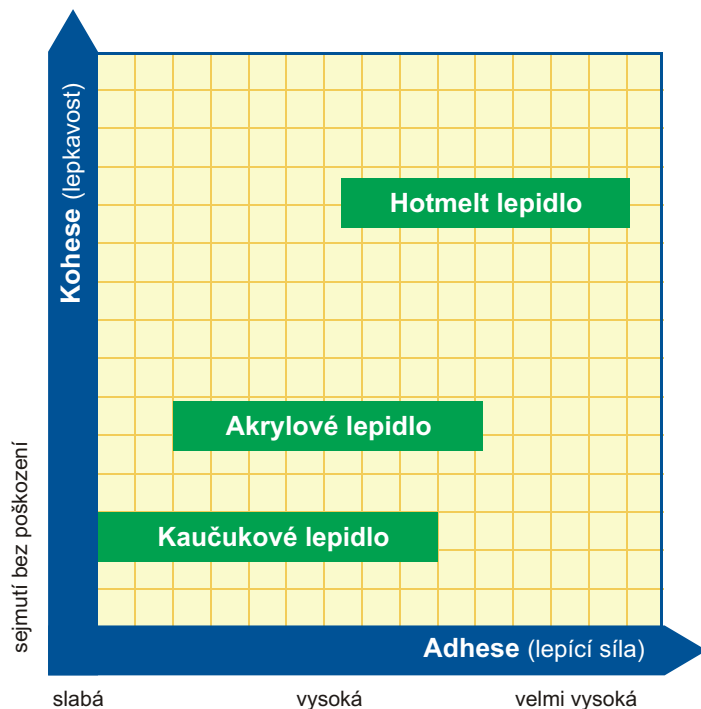 Kohese (lepkavost)
Hotmelt lepidlo
Akrylové lepidlo
Kaučukové lepidlo
sejmutí bez poškození
Adhese (lepící síla)
slabá
vysoká
velmi vysoká